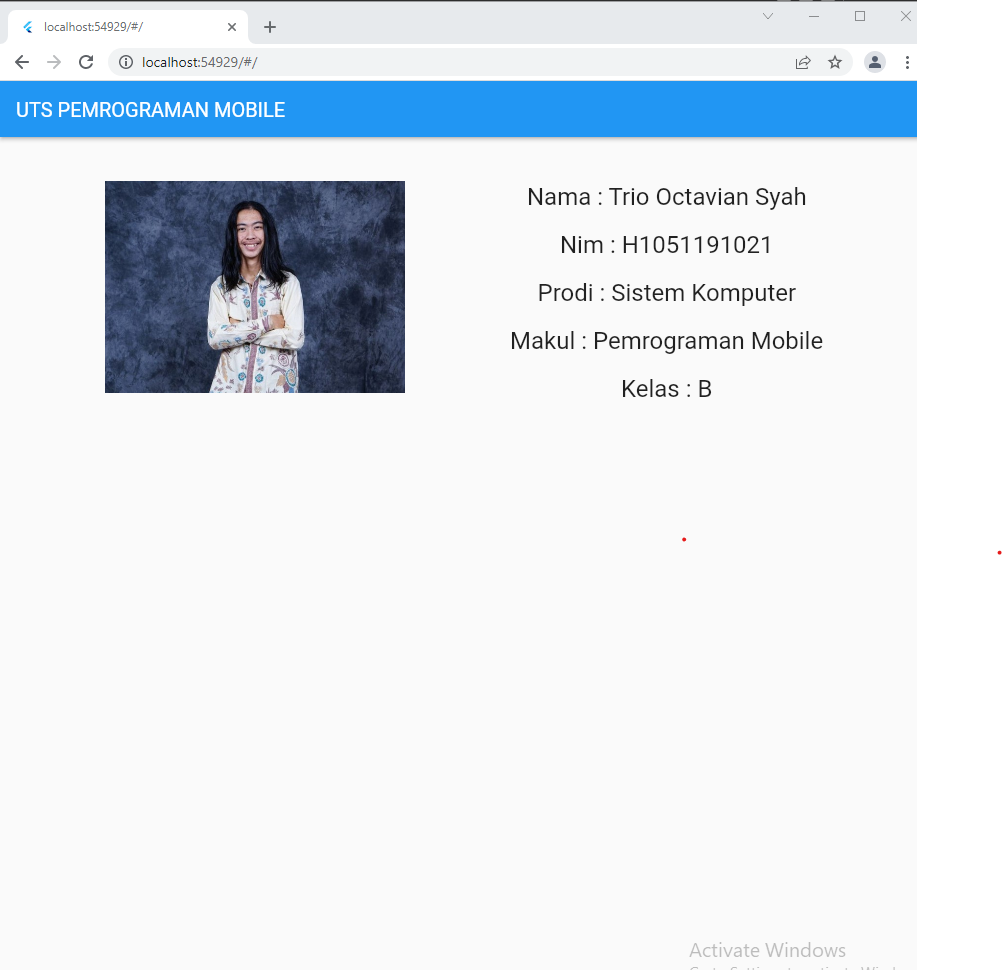 localhost:54929/#/
localhost:54929/#/
UTS PEMROGRAMAN MOBILE
Nama : Trio Octavian Syah
Nim : H1051191021
Prodi : Sistem Komputer
Makul : Pemrograman Mobile
Kelas : B
Activate Windows